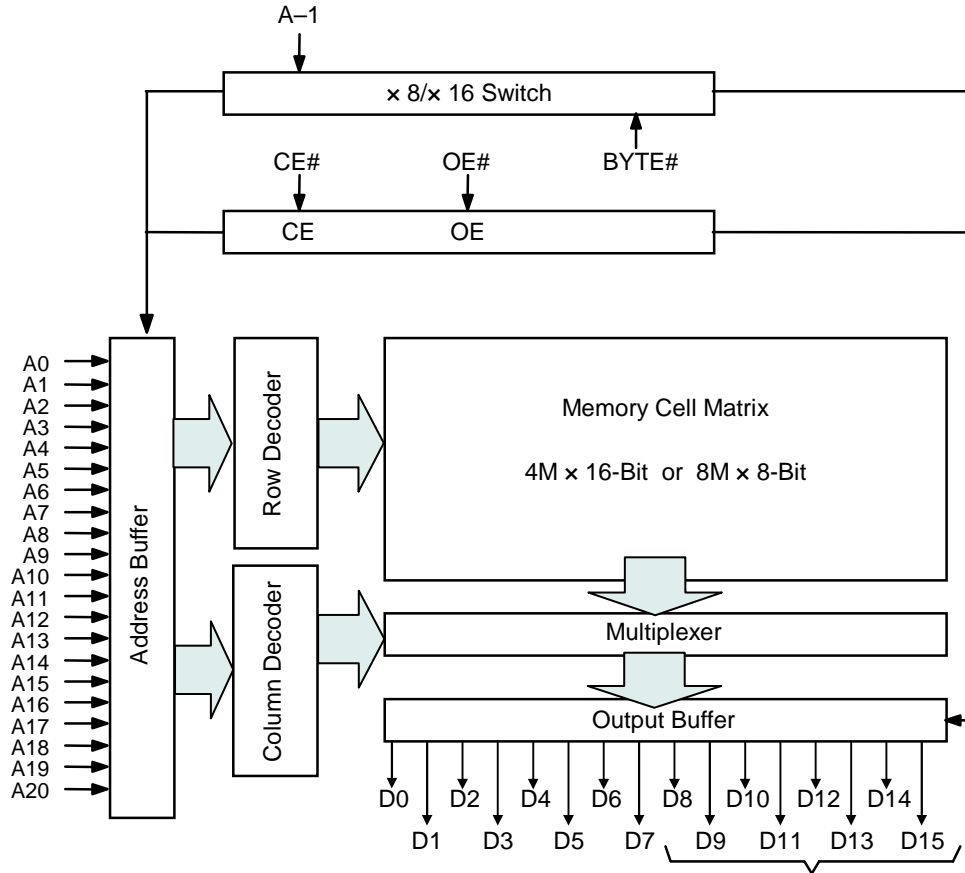 A–1
× 8/× 16 Switch
CE#
OE#
BYTE#
CE
OE
A0
A1
A2
A3
A4
A5
A6
A7
A8
A9
A10
A11
A12
A13
A14
A15
A16
A17
A18
A19
A20
Address Buffer
Row Decoder
Column Decoder
Memory Cell Matrix
4M × 16-Bit or 8M × 8-Bit
Multiplexer
Output Buffer
D0 D2 D4 D6 D8 D10 D12 D14
D1 D3 D5 D7 D9 D11 D13 D15